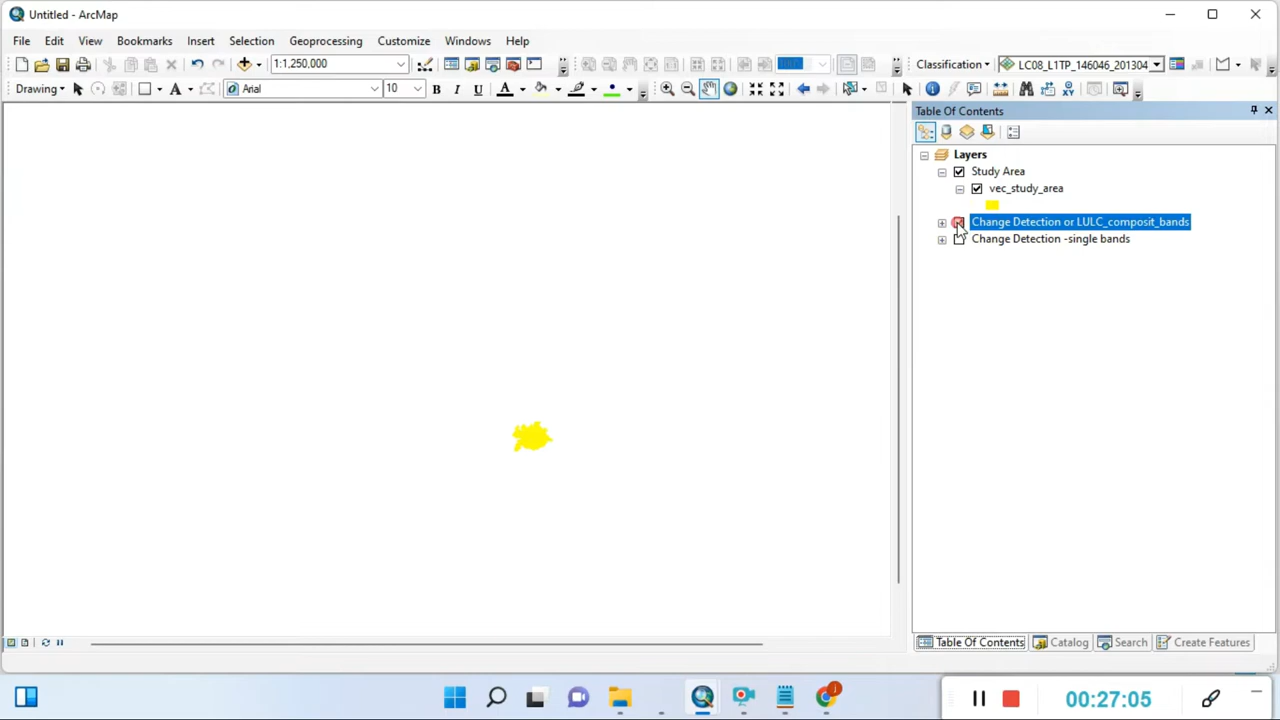 Untitled - ArcMap
File Edit View Bookmarks Insert Selection Geoprocessing Customize Windows Help
1:1,250,000
Classification LC08_L1TP_146046_201304
Drawing Arial 10 B I U A
Table Of Contents
Layers
Study Area
vec_study_area
Change Detection or LULC_composit_bands
Change Detection -single bands
Table Of Contents Catalog Search Create Features
00:27:05